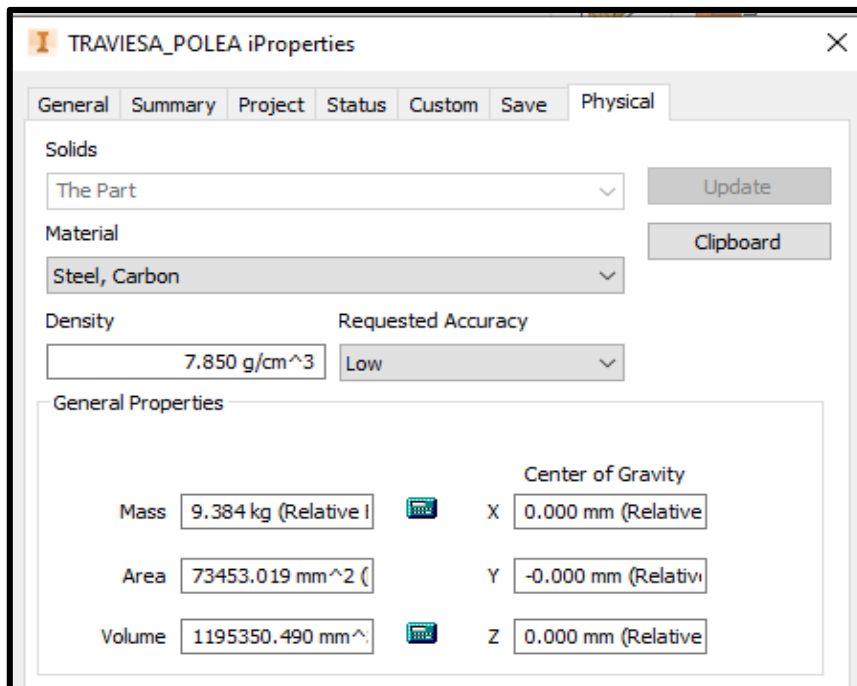 TRAVIESA_POLEA iProperties
General Summary Project Status Custom Save Physical
Solids
The Part
Update
Material
Clipboard
Steel, Carbon
Density Requested Accuracy
7.850 g/cm^3 Low
General Properties
Center of Gravity
Mass 9.384 kg (Relative X 0.000 mm (Relative
Area 73453.019 mm^2 ( Y -0.000 mm (Relativ
Volume 1195350.490 mm^ Z 0.000 mm (Relative